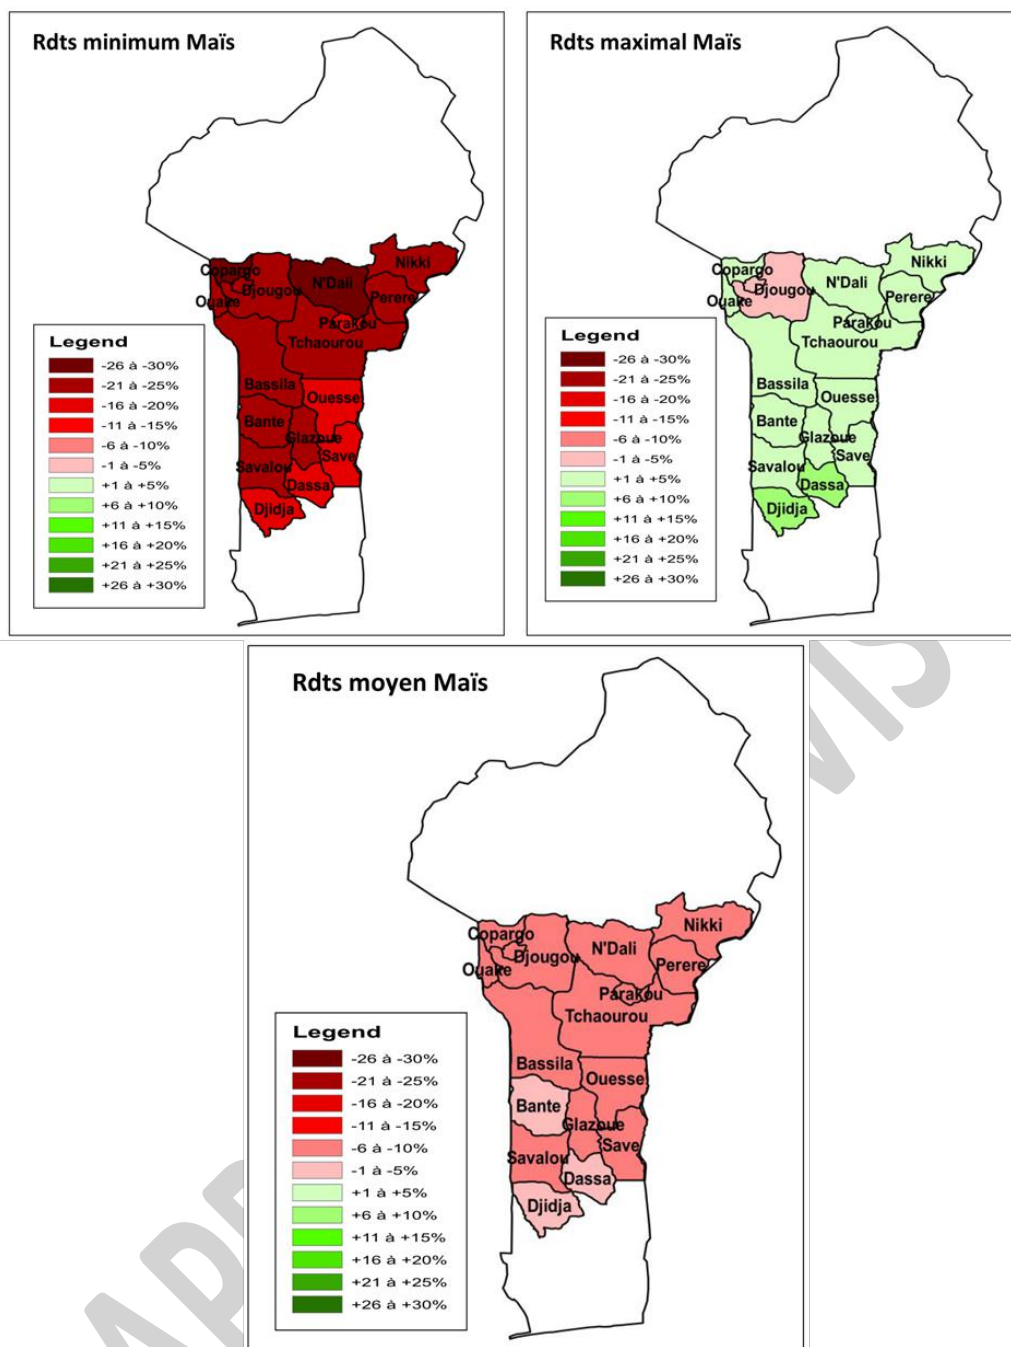 Rdts minimum Maïs
Copargo
Nikki
N'Dali
Djougou
Ouake
Perere
Parakou
Tchaourou
Bassila
Ouesse
Bante
Glazoue
Save
Savalou
Dassa
Djidja
Legend
-26 à -30%
-21 à -25%
-16 à -20%
-11 à -15%
-6 à -10%
-1 à -5%
+1 à +5%
+6 à +10%
+11 à +15%
+16 à +20%
+21 à +25%
+26 à +30%
Rdts maximal Maïs
Nikki
Copargo
N'Dali
Djougou
Perere
Ouake
Parakou
Tchaourou
Bassila
Ouesse
Bante
Glazoue
Save
Savalou
Dassa
Djidja
Legend
-26 à -30%
-21 à -25%
-16 à -20%
-11 à -15%
-6 à -10%
-1 à -5%
+1 à +5%
+6 à +10%
+11 à +15%
+16 à +20%
+21 à +25%
+26 à +30%
Rdts moyen Maïs
Nikki
Copargo
N'Dali
Djougou
Perere
Ouake
Parakou
Tchaourou
Bassila
Ouesse
Bante
Glazoue
Save
Savalou
Dassa
Djidja
Legend
-26 à -30%
-21 à -25%
-16 à -20%
-11 à -15%
-6 à -10%
-1 à -5%
+1 à +5%
+6 à +10%
+11 à +15%
+16 à +20%
+21 à +25%
+26 à +30%